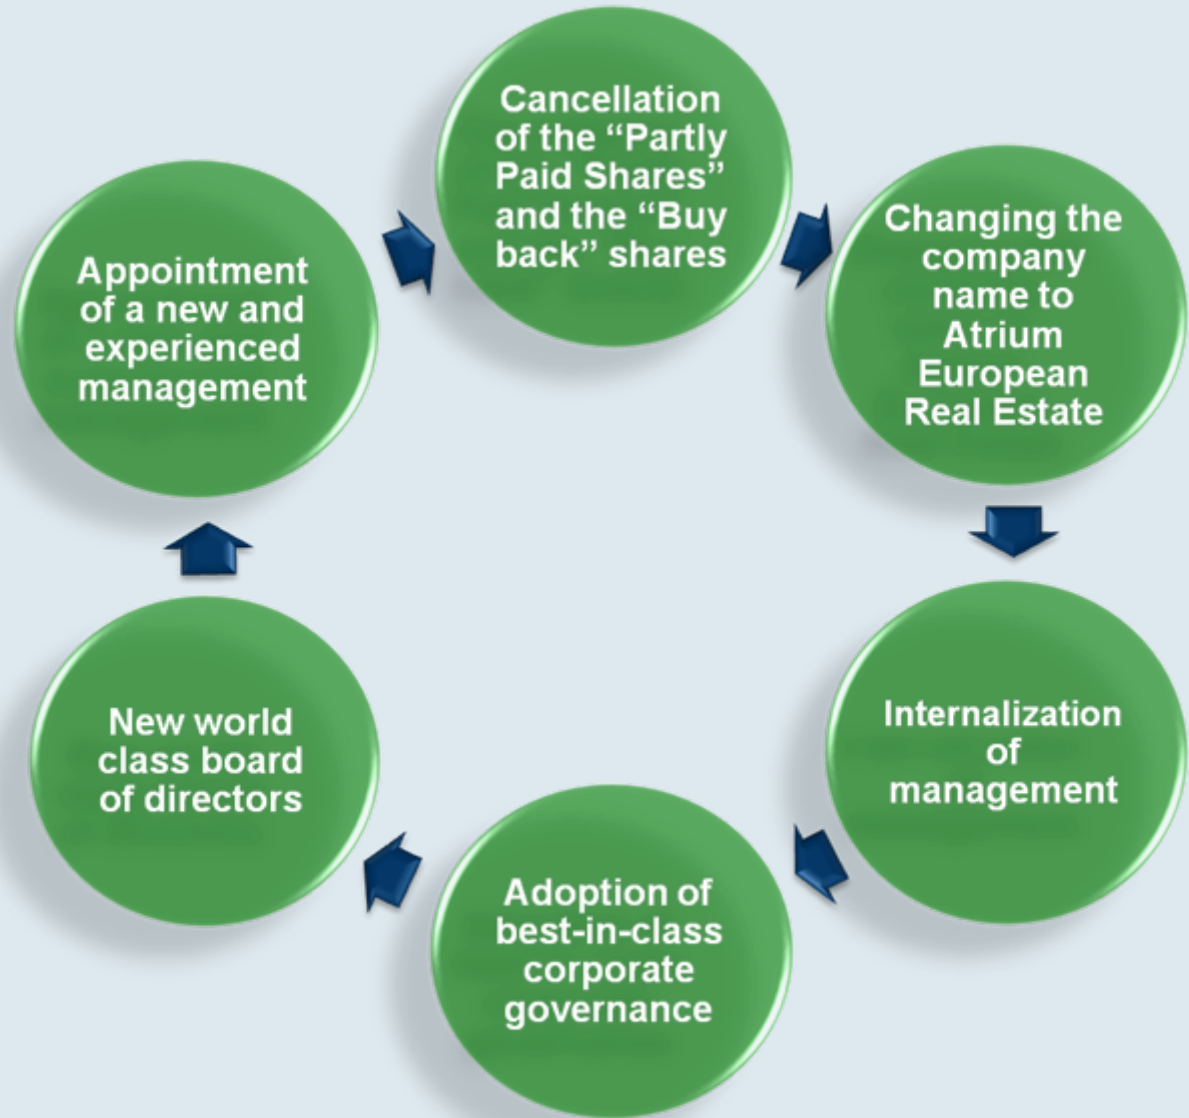 Cancellation
of the “Partly
Paid Shares”
and the “Buy
back” shares
Changing the
company
name to
Atrium
European
Real Estate
Internalization
of
management
Adoption of
best-in-class
corporate
governance
New world
class board
of directors
Appointment
of a new and
experienced
management